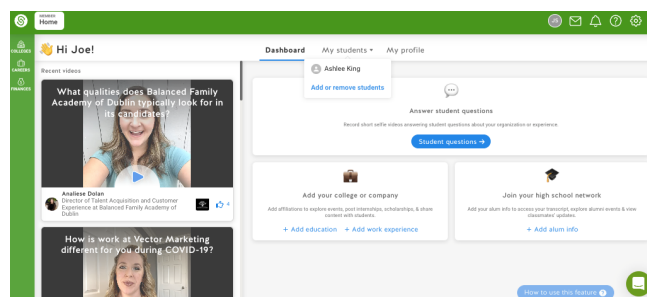 MEMBER
Home
JS
COLLEGES
CAREERS
FINANCES
Hi Joe!
Dashboard
My students
My profile
Ashlee King
Add or remove students
Recent videos
What qualities does Balanced Family
Academy of Dublin typically look for in
its candidates?
Analiese Dolan
Director of Talent Acquisition and Customer
Experience at Balanced Family Academy of
Dublin
4
How is work at Vector Marketing
different for you during COVID-19?
Answer student questions
Record short selfie videos answering student questions about your organization or experience
Student questions →
Add your college or company
Add affiliations to explore events, post internships, scholarships, & share
content with students.
+ Add education + Add work experience
Join your high school network
Add your alum info to access your transcript, explore alumni events & view
classmates' updates.
+ Add alum info
How to use this feature